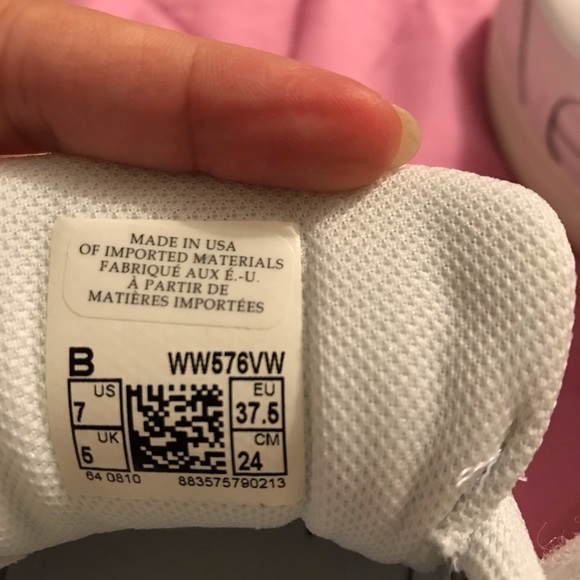 MADE IN USA
OF IMPORTED MATERIALS
FABRIQUÉ AUX É.-U.
À PARTIR DE
MATIÈRES IMPORTÉES
B WW576VW
US 7
UK 5
EU 37.5
CM 24
64 0810 883575790213